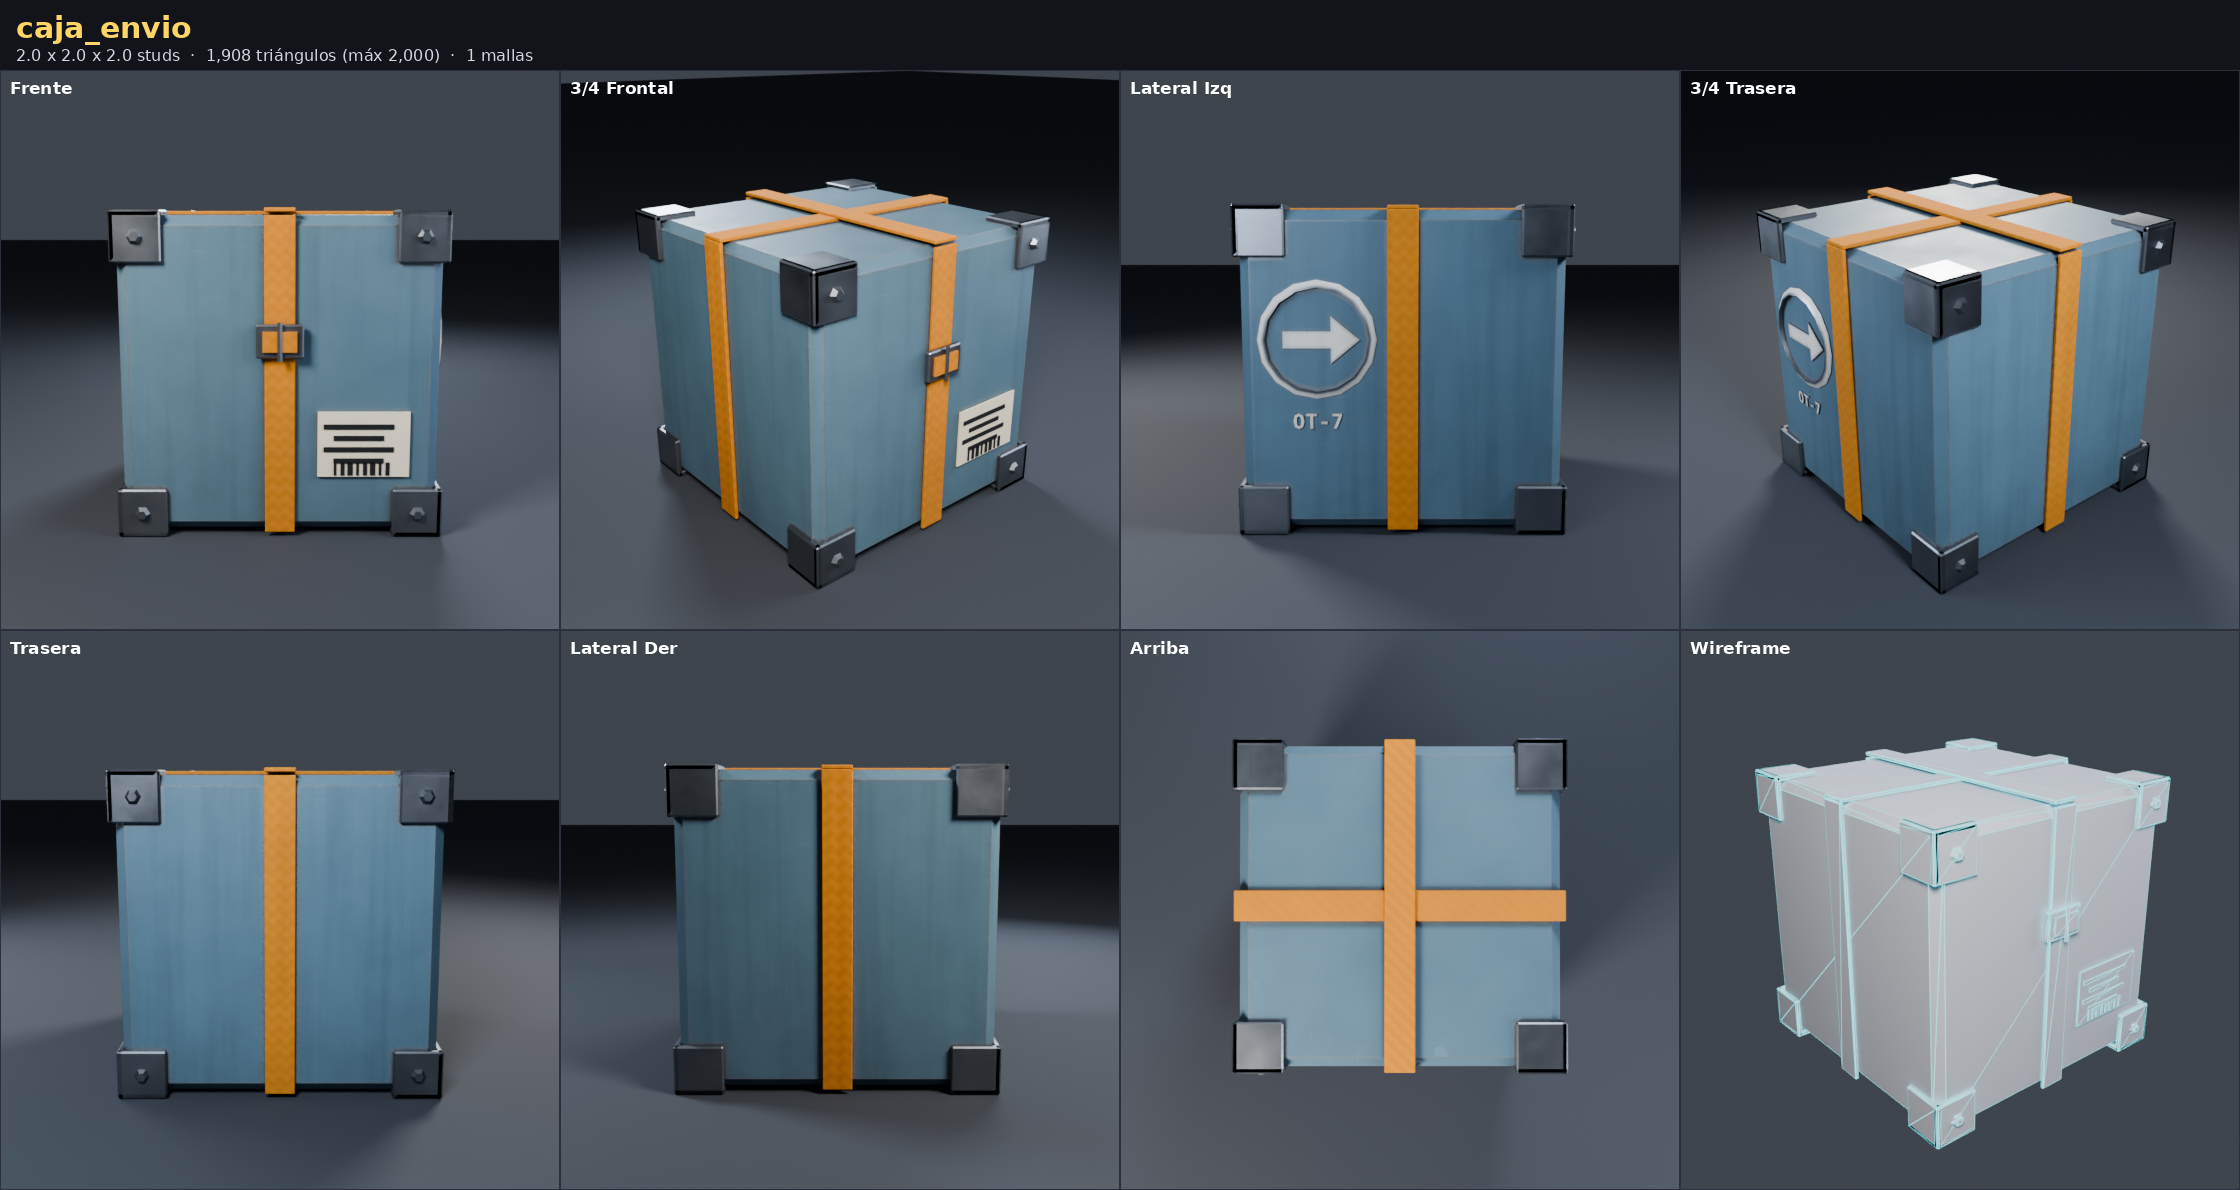 caja_envio
2.0 x 2.0 x 2.0 studs · 1,908 triángulos (máx 2,000) · 1 mallas
Frente
3/4 Frontal
Lateral Izq
3/4 Trasera
OT-7
OT-7
Trasera
Lateral Der
Arriba
Wireframe